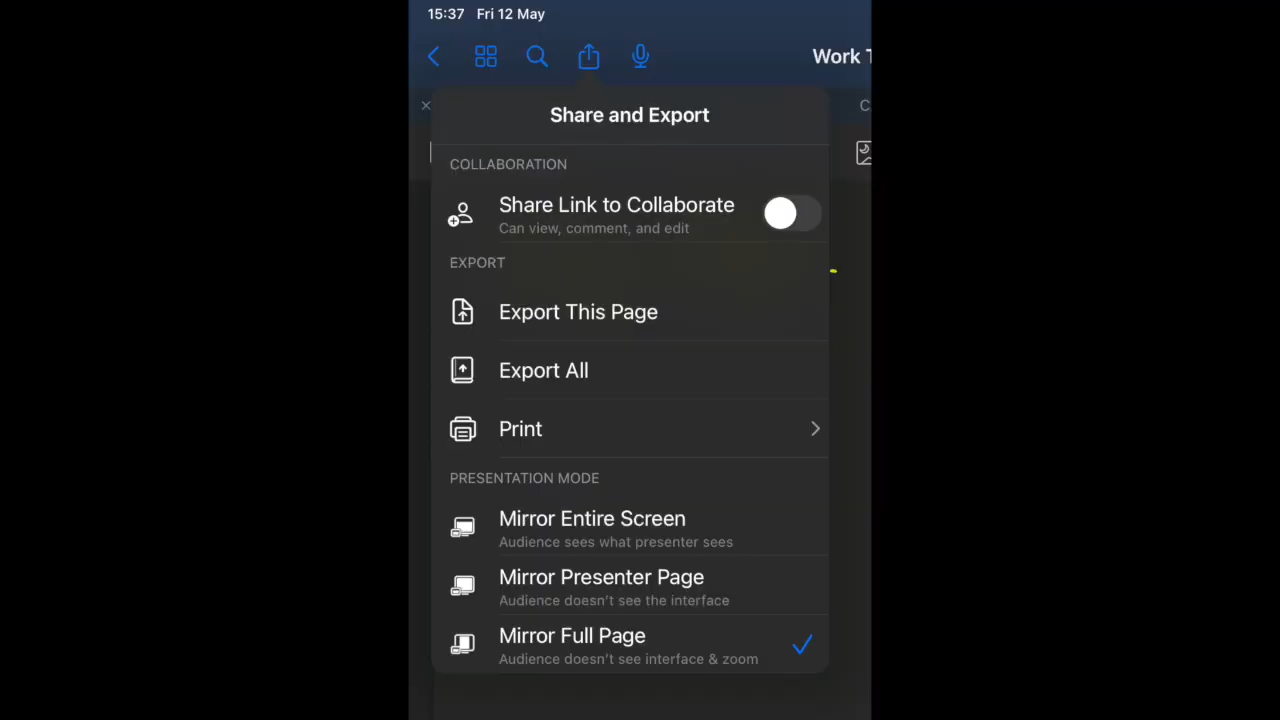 15:37 Fri 12 May
Work
Share and Export
COLLABORATION
Share Link to Collaborate
Can view, comment, and edit
EXPORT
Export This Page
Export All
Print
PRESENTATION MODE
Mirror Entire Screen
Audience sees what presenter sees
Mirror Presenter Page
Audience doesn't see the interface
Mirror Full Page
Audience doesn't see interface & zoom